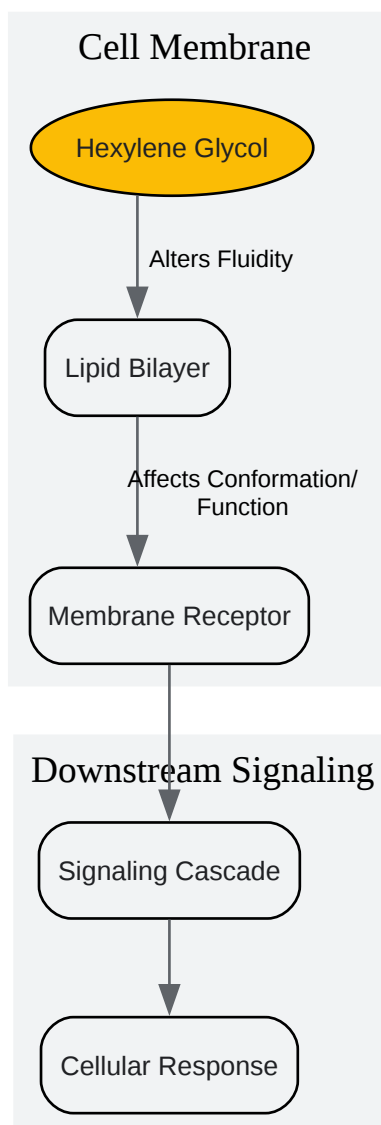 Cell Membrane
Hexylene Glycol
Alters Fluidity
Lipid Bilayer
Affects Conformation/
Function
Membrane Receptor
Downstream Signaling
Signaling Cascade
Cellular Response